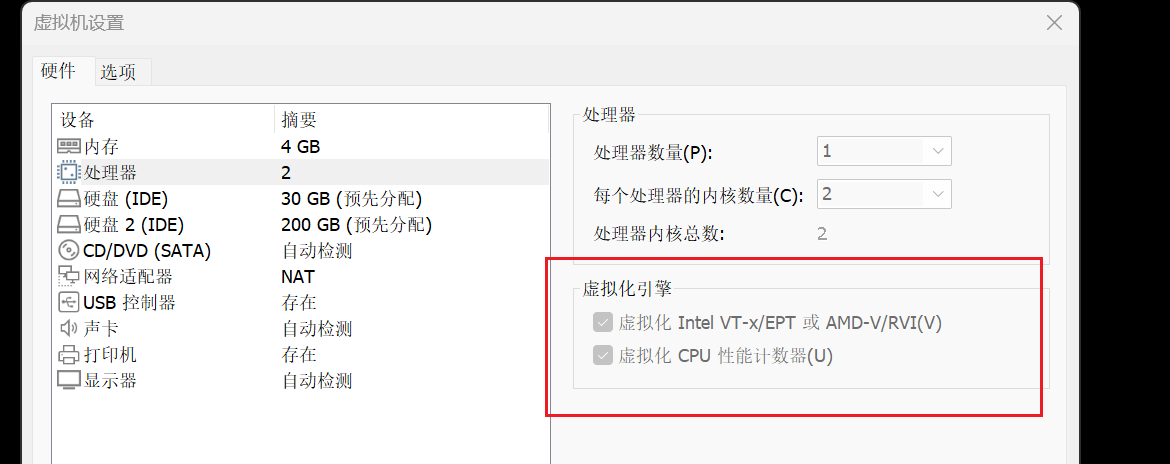 虚拟机设置
硬件 选项
设备 摘要
内存 4 GB
处理器 2
硬盘 (IDE) 30 GB (预先分配)
硬盘 2 (IDE) 200 GB (预先分配)
CD/DVD (SATA) 自动检测
网络适配器 NAT
USB 控制器 存在
声卡 自动检测
打印机 存在
显示器 自动检测
处理器
处理器数量(P): 1
每个处理器的内核数量(C): 2
处理器内核总数: 2
虚拟化引擎
虚拟化 Intel VT-x/EPT 或 AMD-V/RVI(V)
虚拟化 CPU 性能计数器(U)